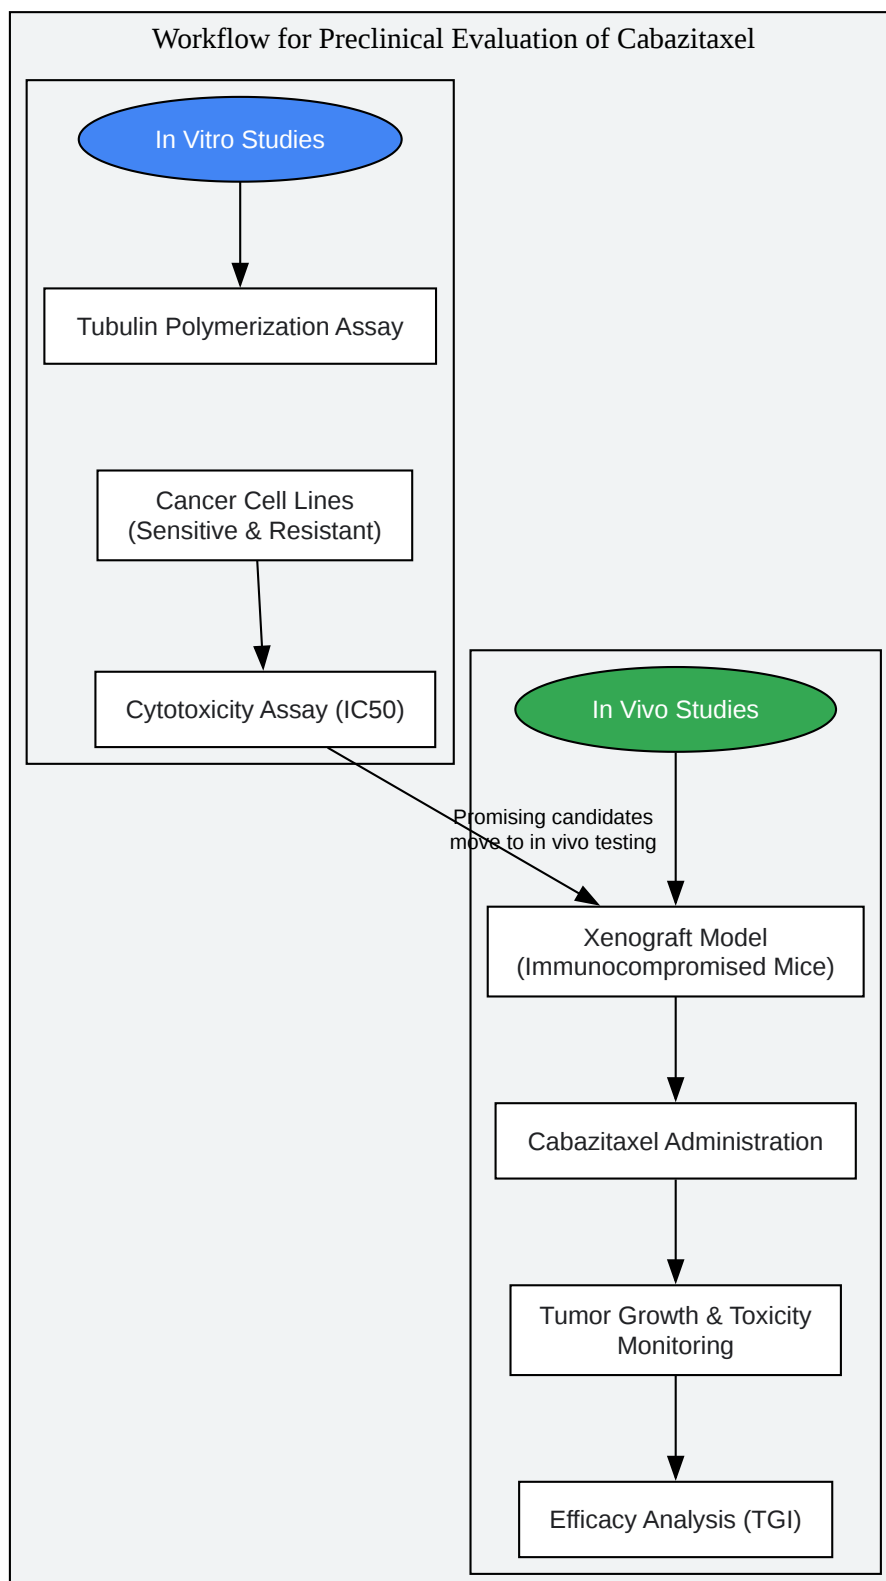 Workflow for Preclinical Evaluation of Cabazitaxel
In Vitro Studies
Tubulin Polymerization Assay
Cancer Cell Lines
(Sensitive & Resistant)
Cytotoxicity Assay (IC50)
In Vivo Studies
Promising candidates
move to in vivo testing
Xenograft Model
(Immunocompromised Mice)
Cabazitaxel Administration
Tumor Growth & Toxicity
Monitoring
Efficacy Analysis (TGI)